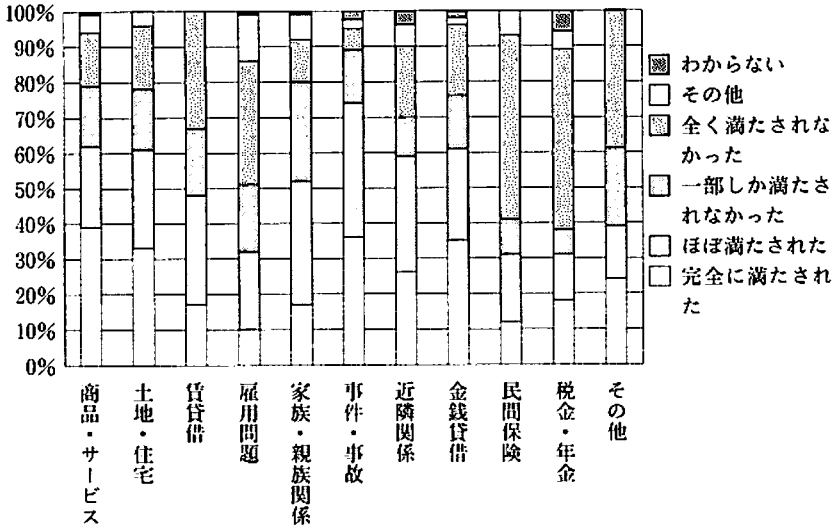 100%
90%
80%
70%
60%
50%
40%
30%
20%
10%
0%
商品・サービス
土地・住宅
賃貸借
雇用問題
家族・親族関係
事件・事故
近隣関係
金銭貸借
民間保険
税金・年金
その他
わからない
その他
全く満たされな
かった
一部しか満たさ
れなかった
ほぼ満たされた
完全に満たされ
た